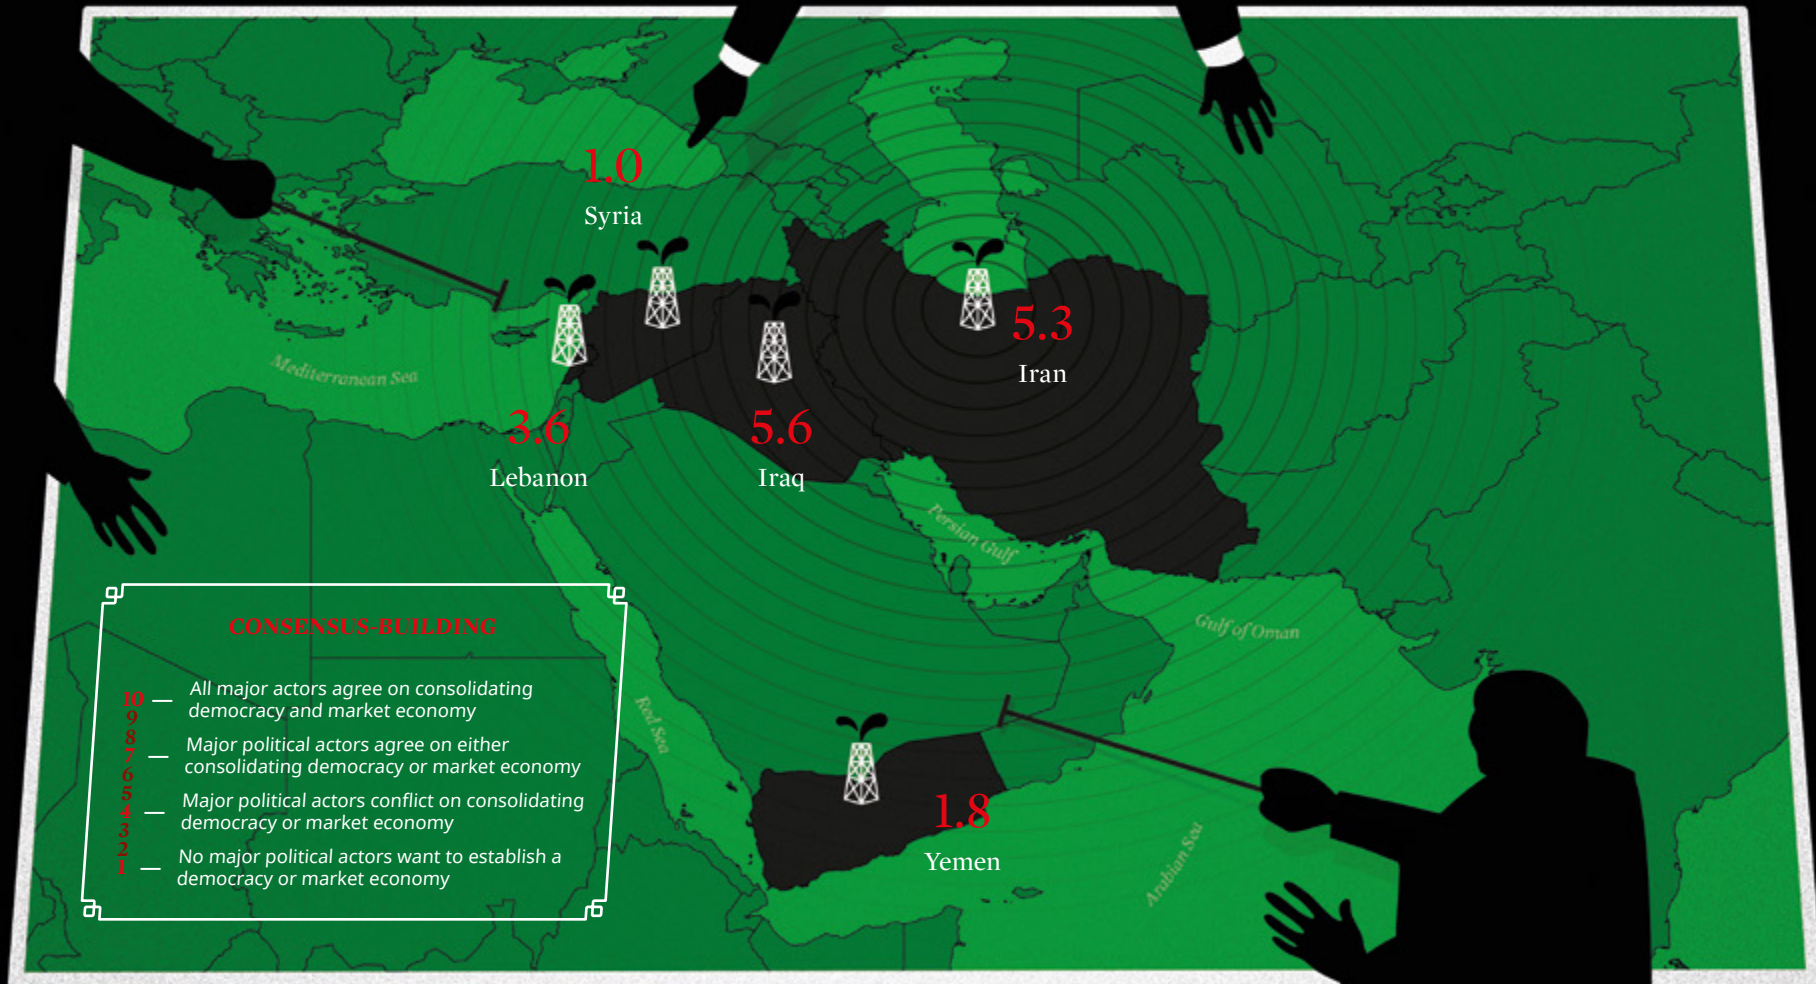 1.0
Syria
5.3
Iran
Mediterranean Sea
3.6
Lebanon
5.6
Iraq
Persian Gulf
Gulf of Oman
CONSENSUS-BUILDING
10
All major actors agree on consolidating
democracy and market economy
9
8
7
Major political actors agree on either
consolidating democracy or market economy
6
5
4
Major political actors conflict on consolidating
democracy or market economy
3
2
1
No major political actors want to establish a
democracy or market economy
Red Sea
1.8
Yemen
Arabian Sea